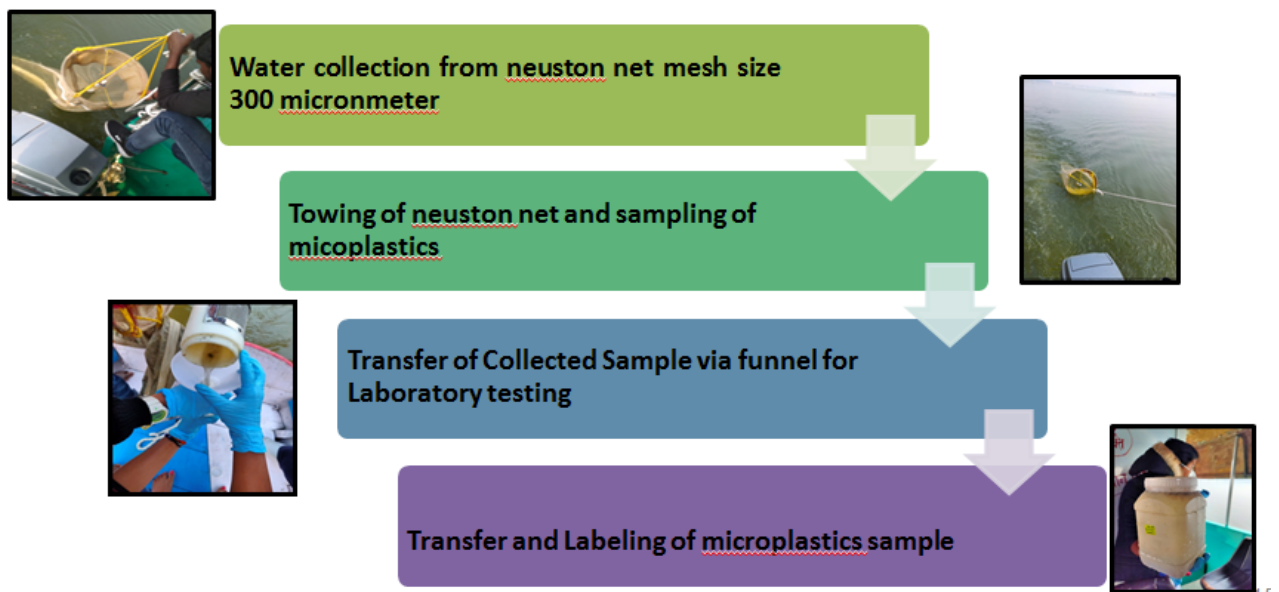 Water collection from neuston net mesh size
300 micronmeter
Towing of neuston net and sampling of
micoplastics
Transfer of Collected Sample via funnel for
Laboratory testing
Transfer and Labeling of microplastics sample